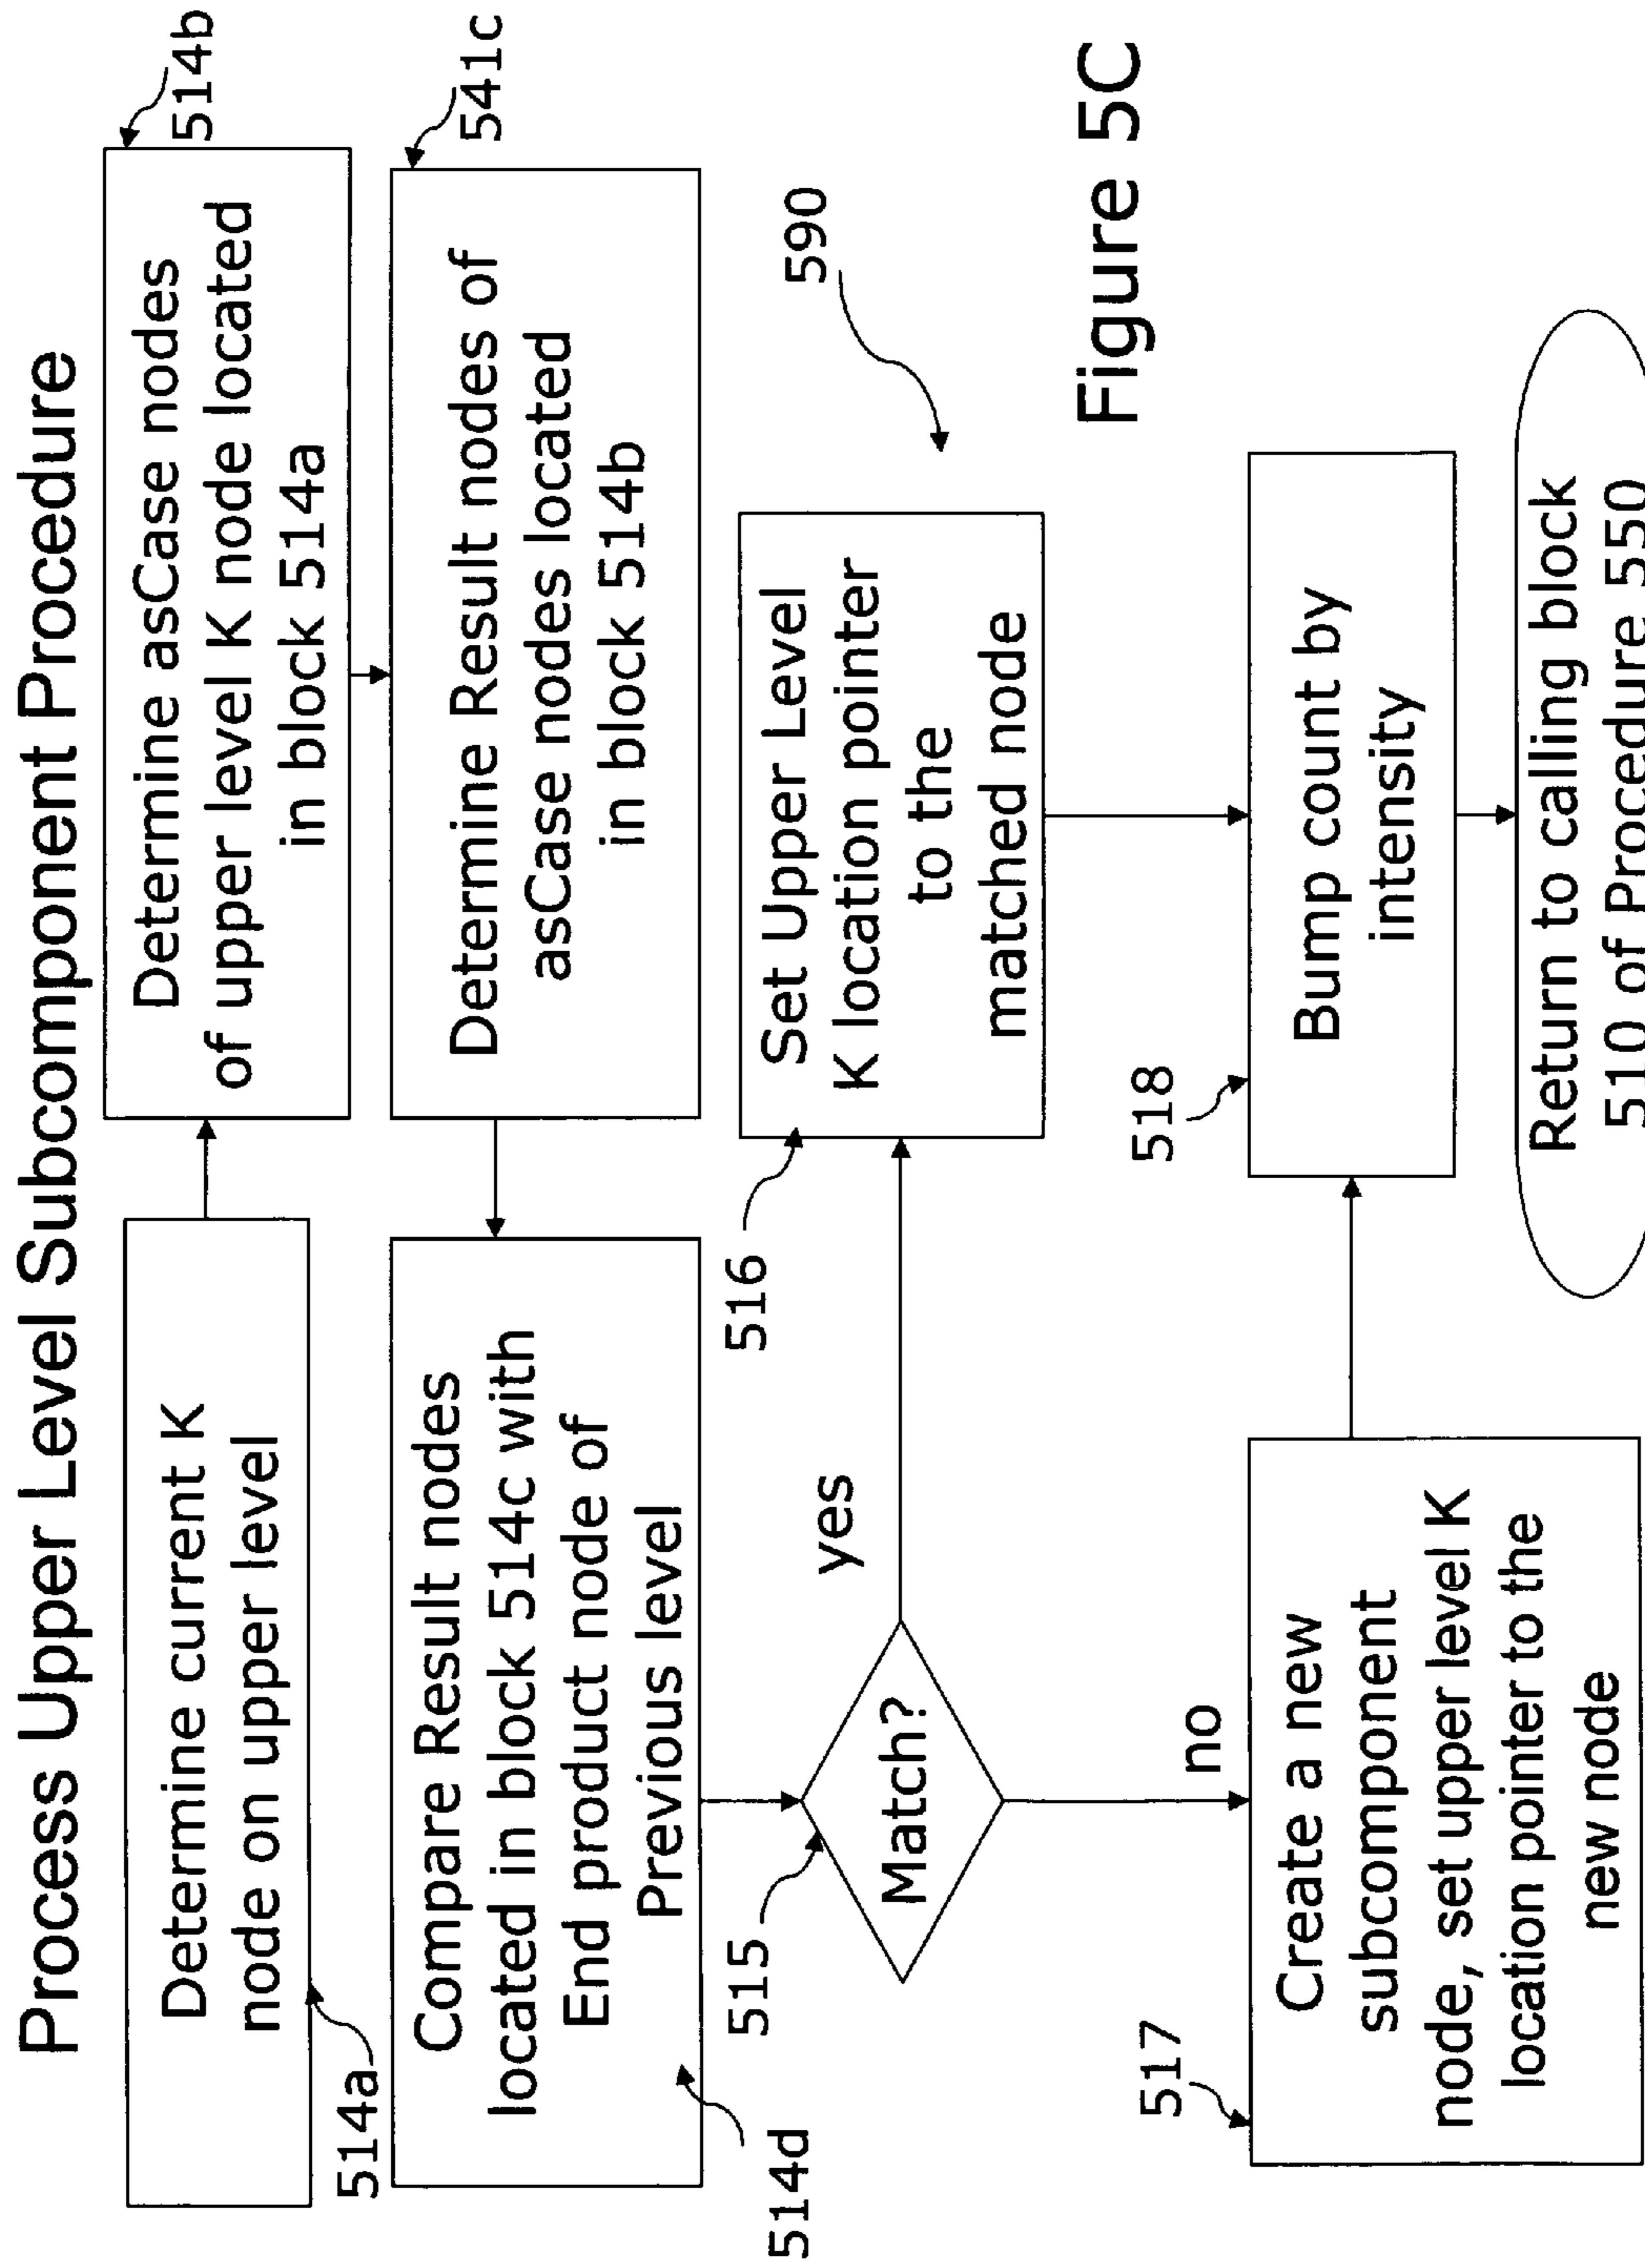 Process Upper Level Subcomponent Procedure
Determine current K
node on upper level
514a
Determine asCase nodes
of upper level K node located
in block 514a
514b
Determine Result nodes of
asCase nodes located
in block 514b
541c
Compare Result nodes
located in block 514c with
End product node of
Previous level
514d
515
Match?
yes
no
516
Set Upper Level
K location pointer
to the
matched node
590
517
Create a new
subcomponent
node, set upper level K
location pointer to the
new node
518
Bump count by
intensity
Return to calling block
510 of Procedure 550
Figure 5C